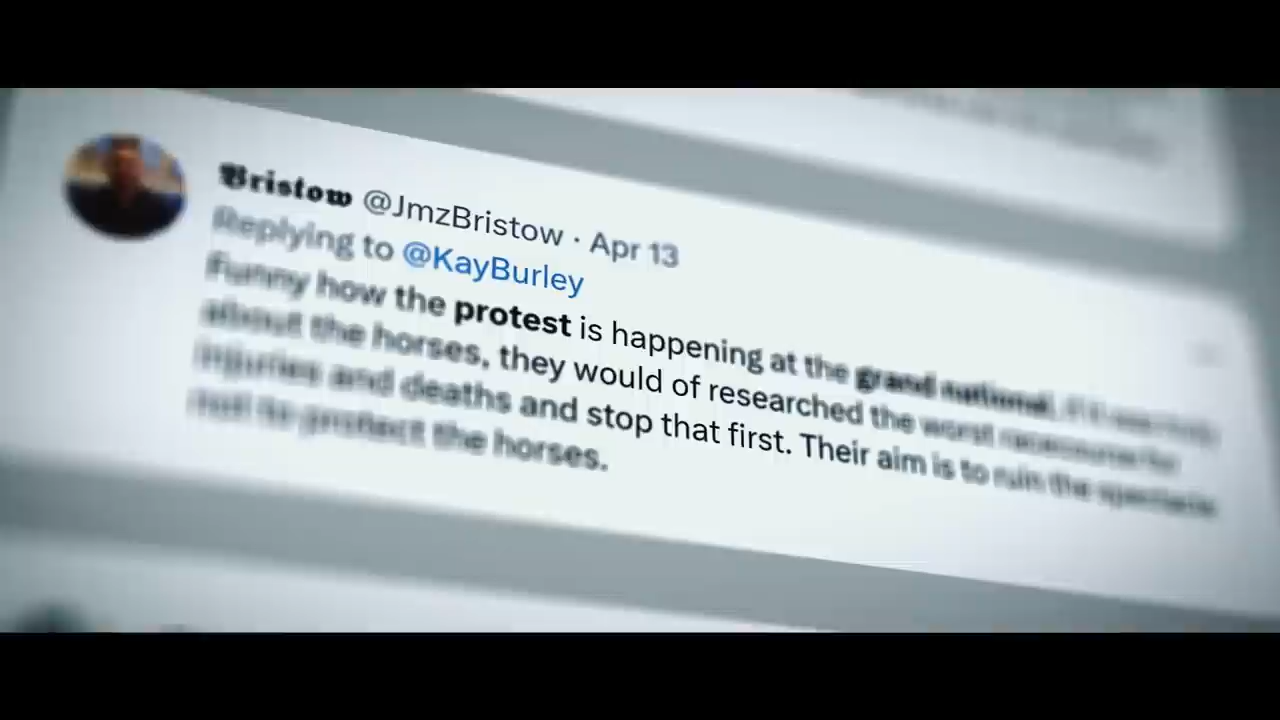 Bristow @JmzBristow · Apr 13
Replying to @KayBurley
Funny how the protest is happening at the grand national, if it was truly
about the horses, they would of researched the worst racecourse for
injuries and deaths and stop that first. Their aim is to ruin the spectacle
not to protect the horses.